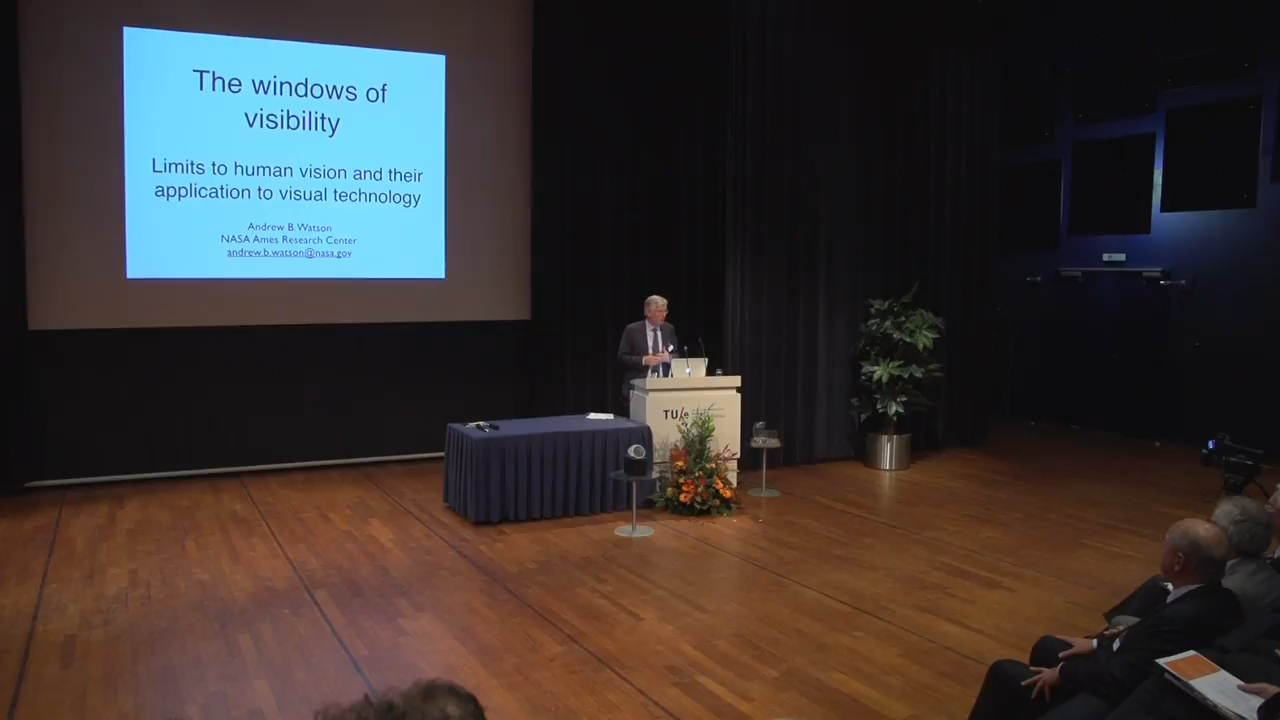 The windows of
visibility
Limits to human vision and their
application to visual technology
Andrew B. Watson
NASA Ames Research Center
andrew.b.watson@nasa.gov
TU/e